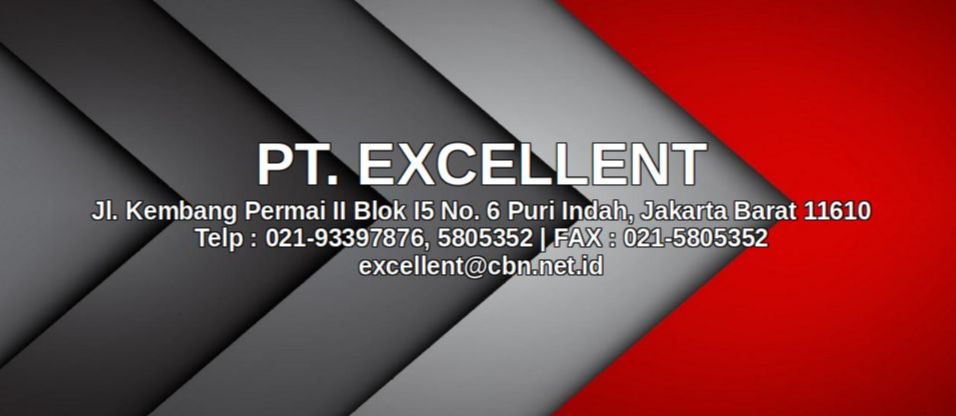 PT. EXCELLENT
Jl. Kembang Permai II Blok I5 No. 6 Puri Indah, Jakarta Barat 11610
Telp : 021-93397876, 5805352 | FAX : 021-5805352
excellent@cbn.net.id